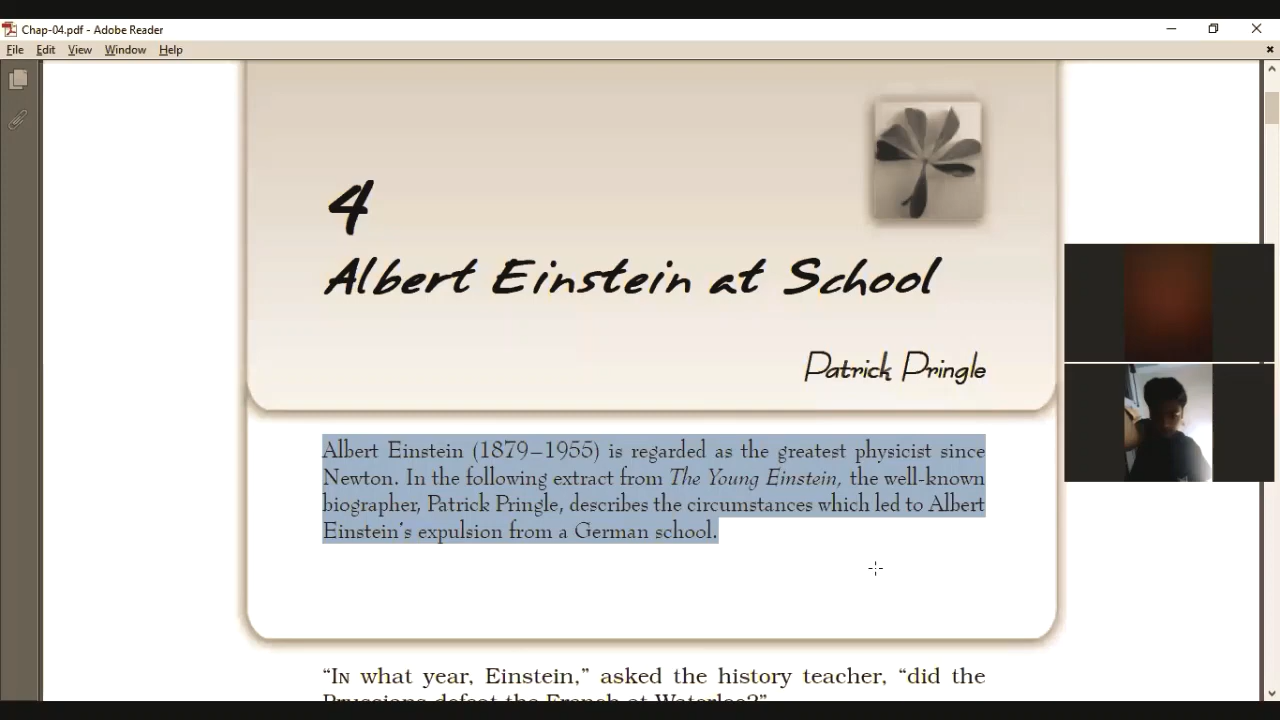 Chap-04.pdf - Adobe Reader
File Edit View Window Help
4
Albert Einstein at School
Patrick Pringle
Albert Einstein (1879–1955) is regarded as the greatest physicist since
Newton. In the following extract from The Young Einstein, the well-known
biographer, Patrick Pringle, describes the circumstances which led to Albert
Einstein's expulsion from a German school.
“IN what year, Einstein,” asked the history teacher, “did the
Prussians defeat the French at Waterloo?”